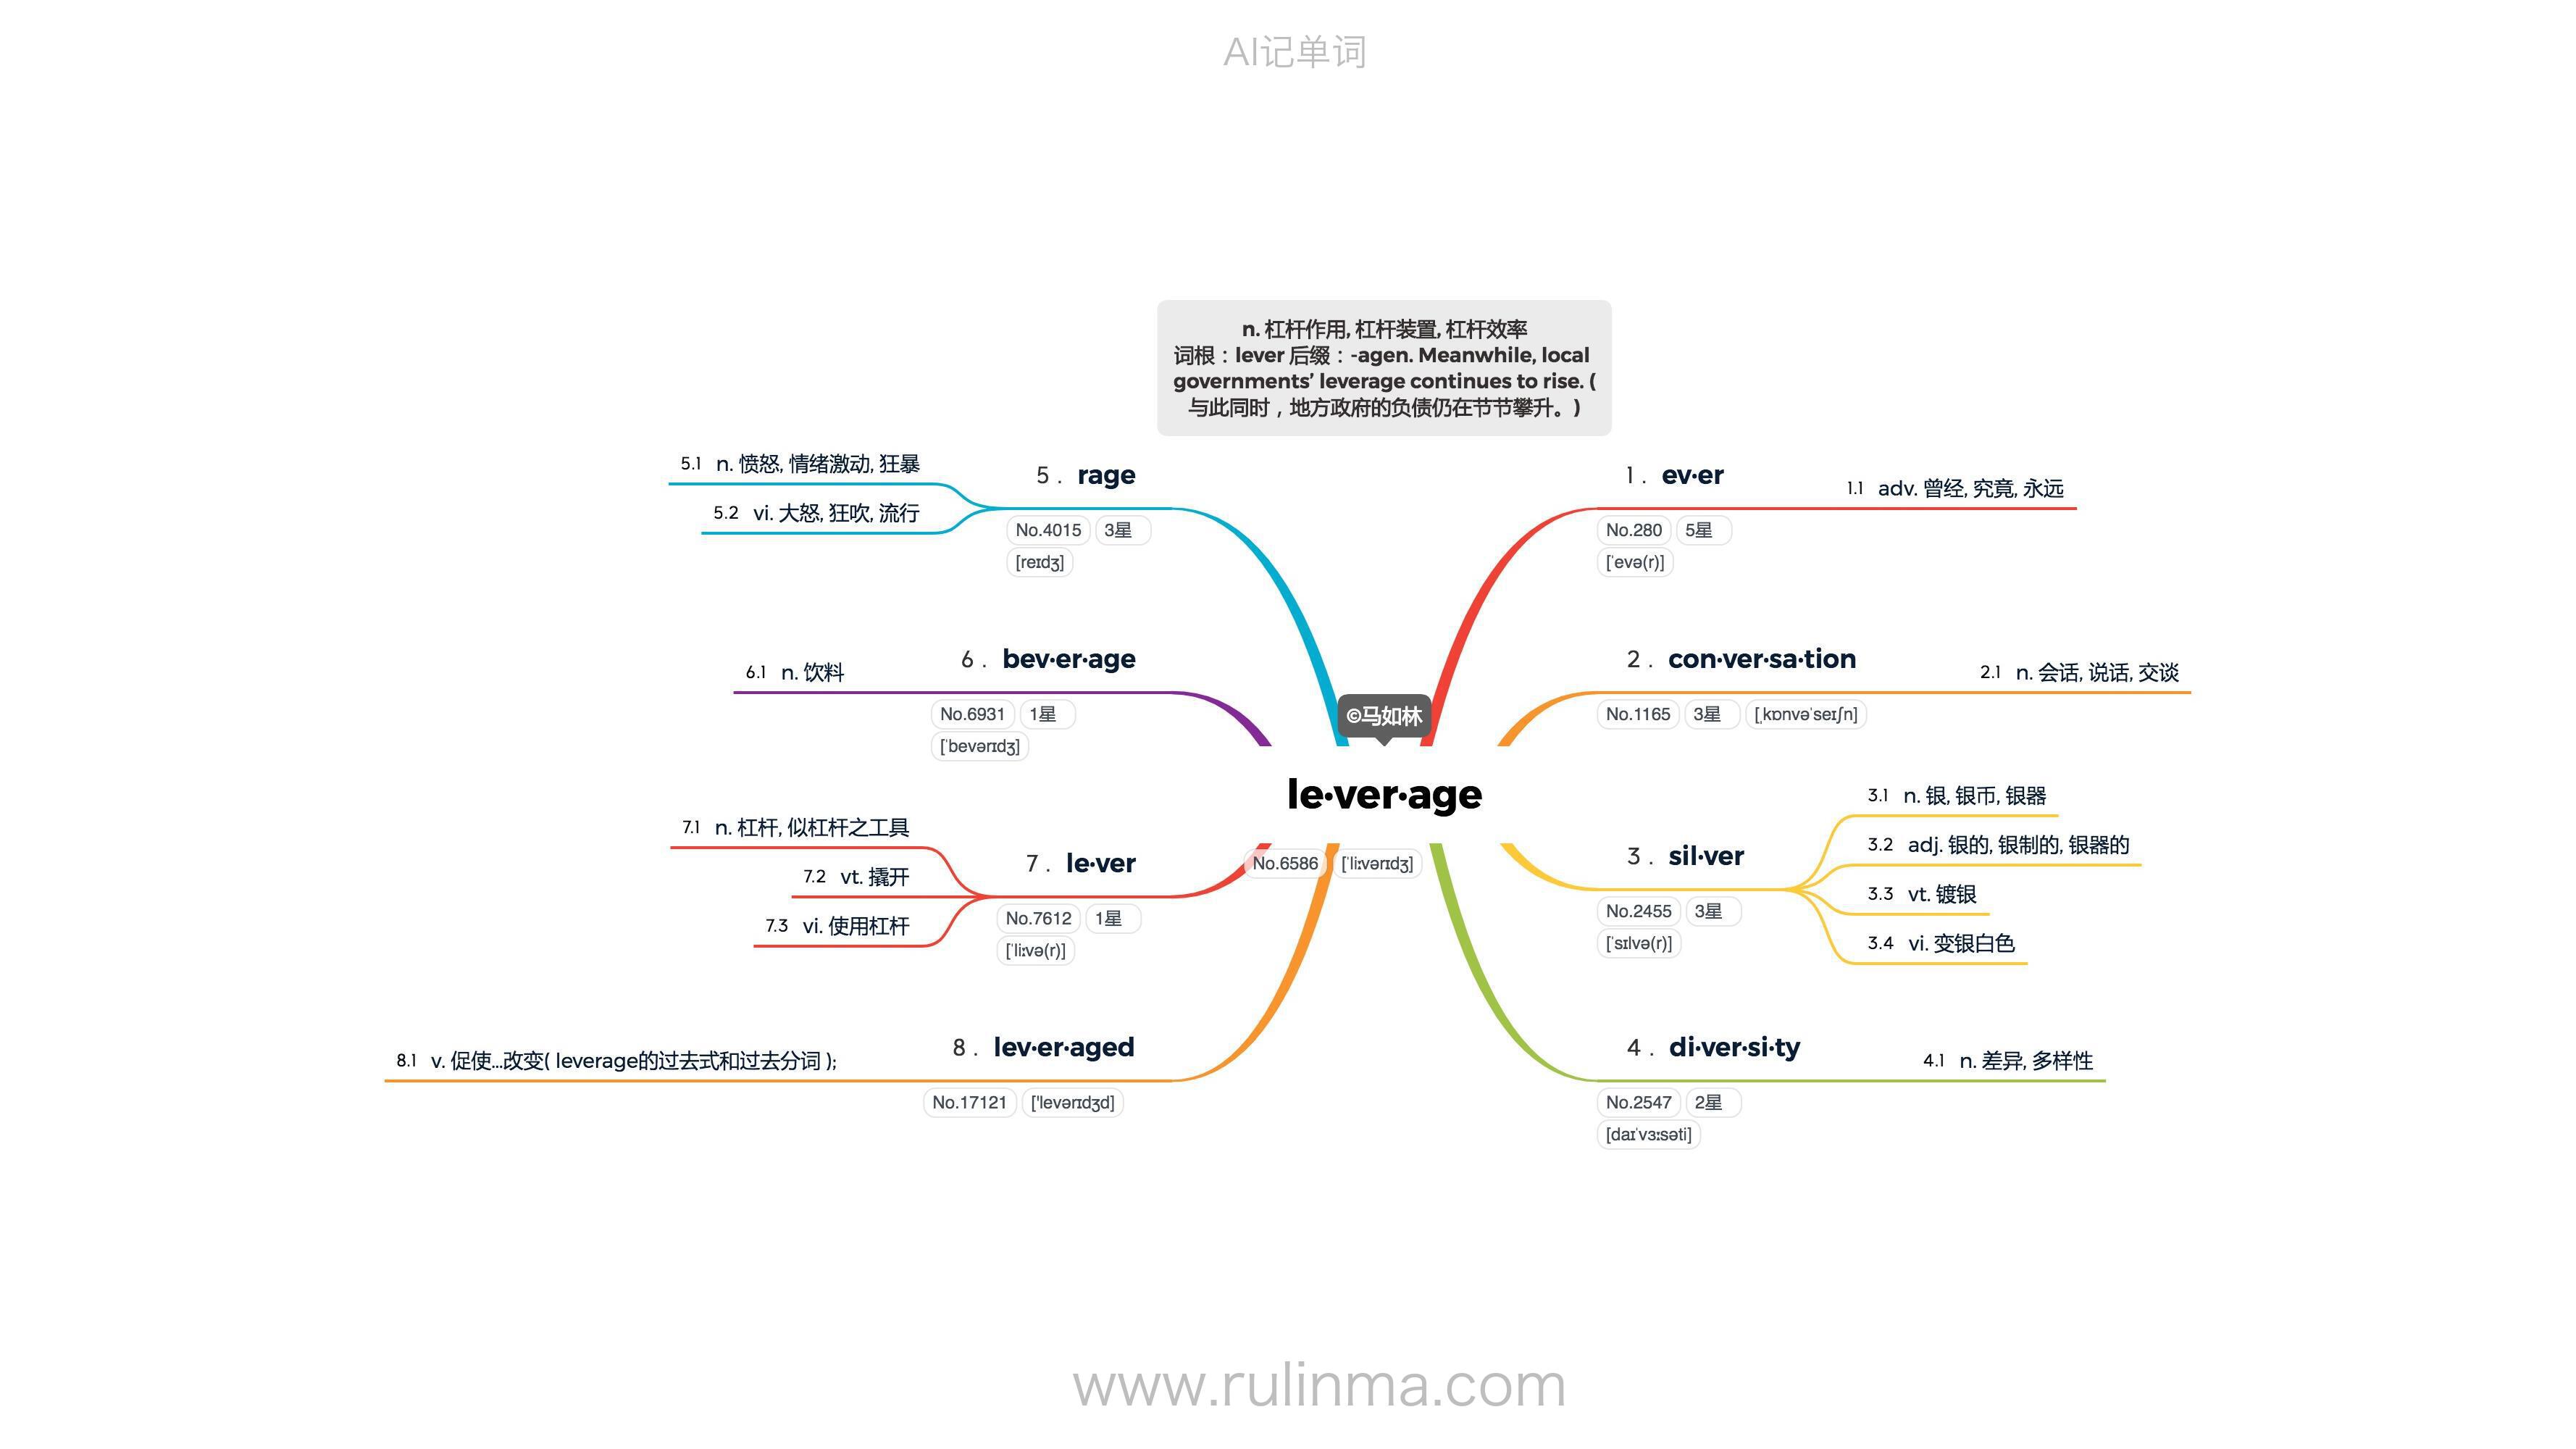 AI记单词
n. 杠杆作用, 杠杆装置, 杠杆效率
词根：lever 后缀：-agen. Meanwhile, local
governments’ leverage continues to rise. (
与此同时，地方政府的负债仍在节节攀升。)
©马如林
le·ver·age
No.6586 [ˈliːvərɪdʒ]
1 . ev·er
No.280 5星
[ˈevə(r)]
1.1 adv. 曾经, 究竟, 永远
2 . con·ver·sa·tion
No.1165 3星 [ˌkɒnvəˈseɪʃn]
2.1 n. 会话, 说话, 交谈
3 . sil·ver
No.2455 3星
[ˈsɪlvə(r)]
3.1 n. 银, 银币, 银器
3.2 adj. 银的, 银制的, 银器的
3.3 vt. 镀银
3.4 vi. 变银白色
4 . di·ver·si·ty
No.2547 2星
[daɪˈvɜːsəti]
4.1 n. 差异, 多样性
5 . rage
No.4015 3星
[reɪdʒ]
5.1 n. 愤怒, 情绪激动, 狂暴
5.2 vi. 大怒, 狂吹, 流行
6 . bev·er·age
No.6931 1星
[ˈbevərɪdʒ]
6.1 n. 饮料
7 . le·ver
No.7612 1星
[ˈliːvə(r)]
7.1 n. 杠杆, 似杠杆之工具
7.2 vt. 撬开
7.3 vi. 使用杠杆
8 . lev·er·aged
No.17121 ['levərɪdʒd]
8.1 v. 促使...改变( leverage的过去式和过去分词 );
www.rulinma.com